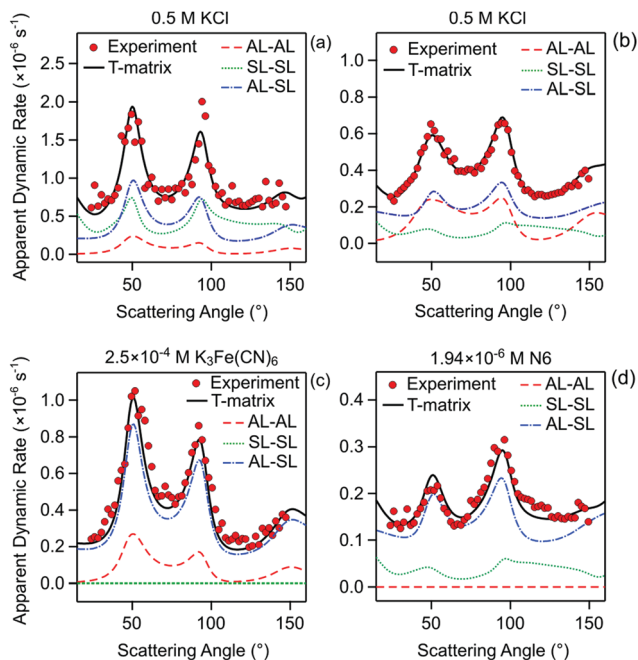 0.5 M KCl
(a)
Experiment
T-matrix
AL-AL
SL-SL
AL-SL
2.5
2.0
1.5
1.0
0.5
0.0
50
100
150
Scattering Angle (°)
Apparent Dynamic Rate (×10⁻⁶ s⁻¹)
0.5 M KCl
(b)
Experiment
T-matrix
AL-AL
SL-SL
AL-SL
1.0
0.8
0.6
0.4
0.2
0.0
50
100
150
Scattering Angle (°)
2.5×10⁻⁴ M K₃Fe(CN)₆
(c)
Experiment
T-matrix
AL-AL
SL-SL
AL-SL
1.0
0.8
0.6
0.4
0.2
0.0
50
100
150
Scattering Angle (°)
Apparent Dynamic Rate (×10⁻⁶ s⁻¹)
1.94×10⁻⁶ M N6
(d)
Experiment
T-matrix
AL-AL
SL-SL
AL-SL
0.4
0.3
0.2
0.1
0.0
50
100
150
Scattering Angle (°)